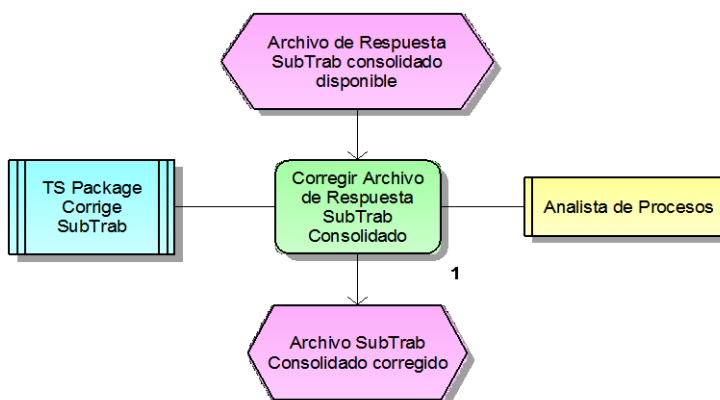 Archivo de Respuesta
SubTrab consolidado
disponible
TS Package
Corrige
SubTrab
Corregir Archivo
de Respuesta
SubTrab
Consolidado
Analista de Procesos
1
Archivo SubTrab
Consolidado corregido